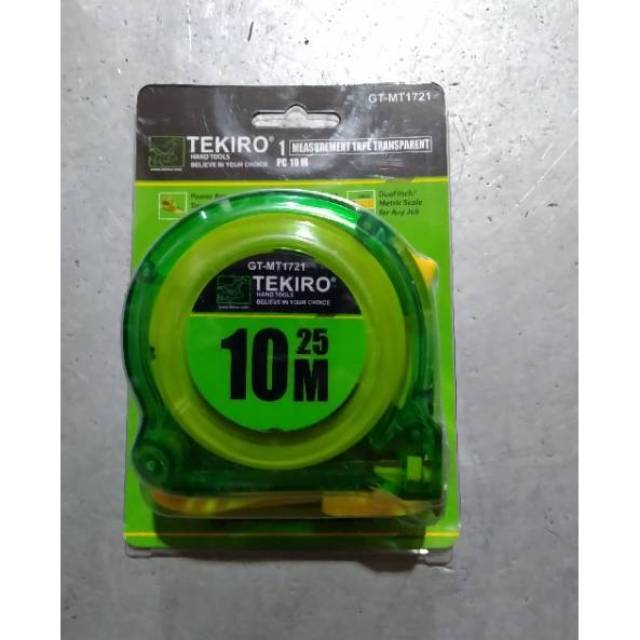 GT-MT1721
TEKIRO®
HAND TOOLS
BELIEVE IN YOUR CHOICE
1
PC 10 M
MEASUREMENT TAPE TRANSPARENT
Power
Dual Inch/
Metric Scale
for Any Job
GT-MT1721
TEKIRO®
HAND TOOLS
BELIEVE IN YOUR CHOICE
10 25
M